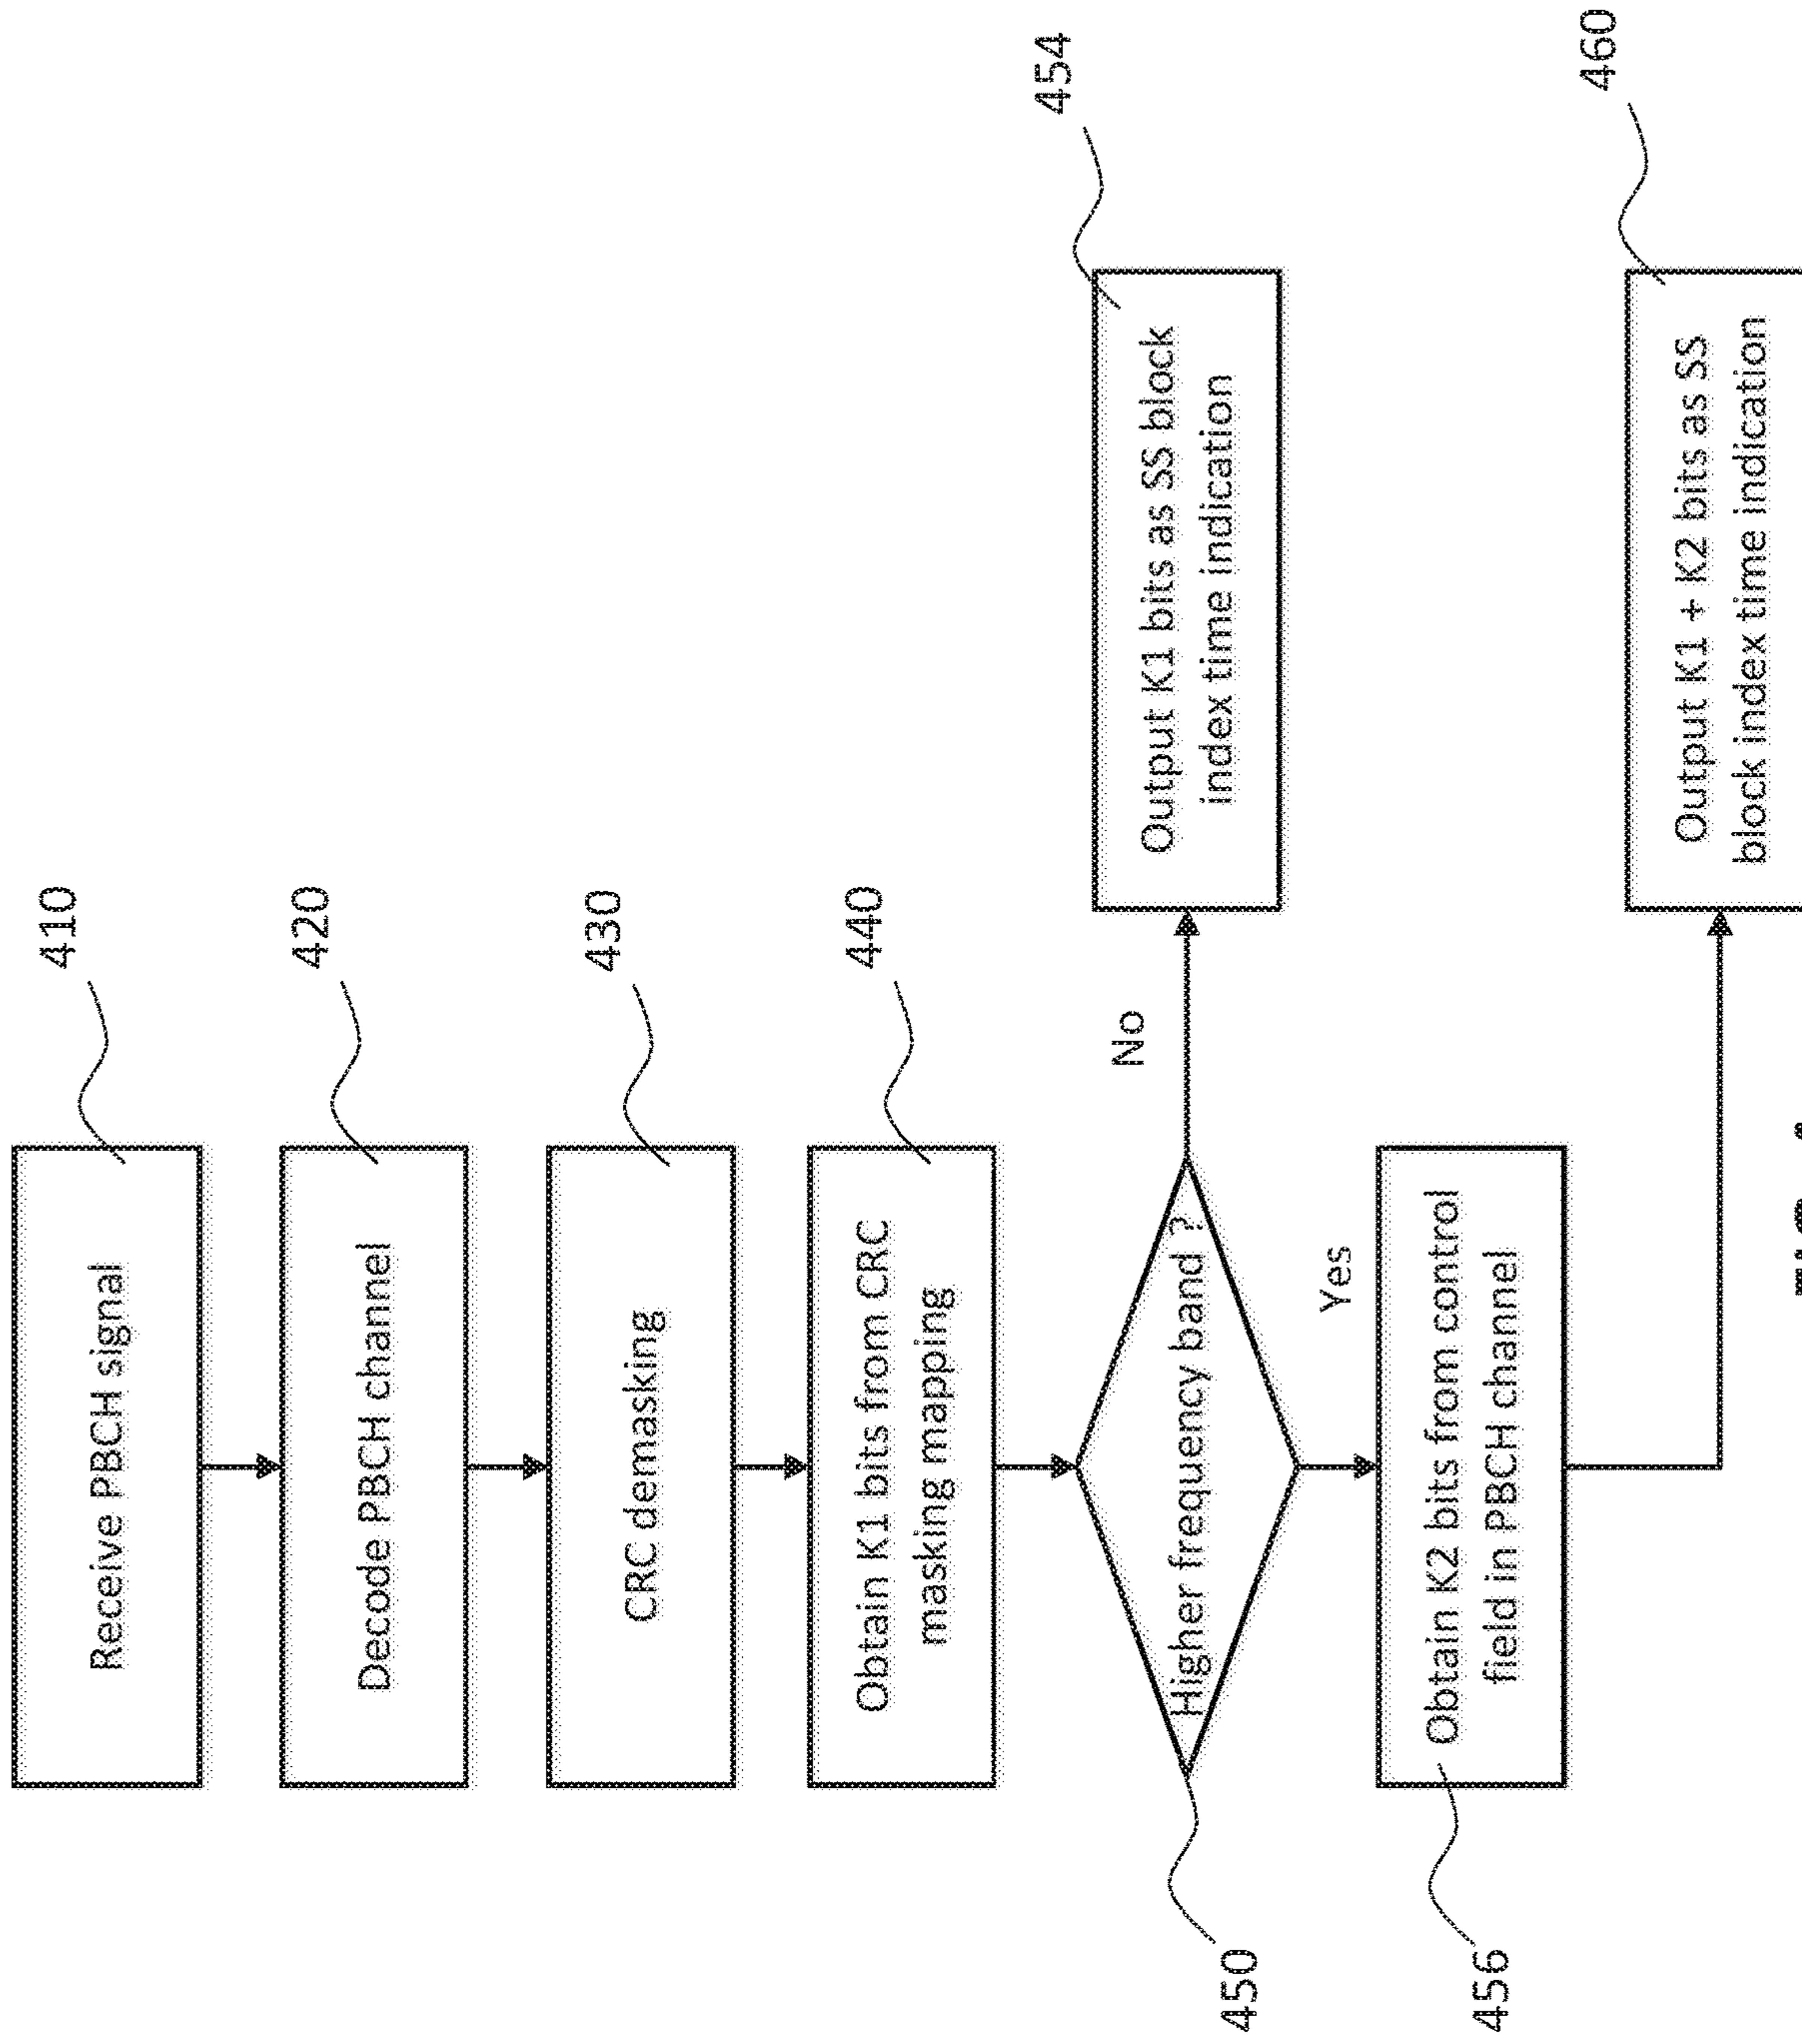 Receive PBCH signal
410
Decode PBCH channel
420
CRC demasking
430
Obtain K1 bits from CRC
masking mapping
440
Higher frequency band ?
450
No
Output K1 bits as SS block
index time indication
454
Yes
Obtain K2 bits from control
field in PBCH channel
456
Output K1 + K2 bits as SS
block index time indication
460